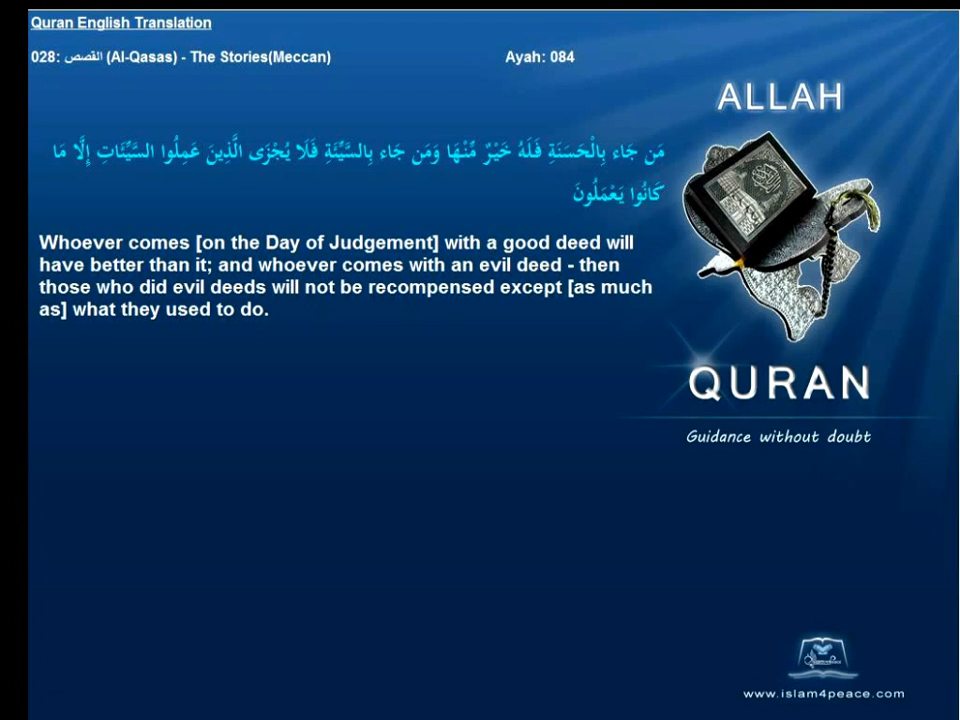 Quran English Translation
028: القصص (Al-Qasas) - The Stories(Meccan) Ayah: 084
ALLAH
مَن جَاء بِالْحَسَنَةِ فَلَهُ خَيْرٌ مِّنْهَا وَمَن جَاء بِالسَّيِّئَةِ فَلَا يُجْزَى الَّذِينَ عَمِلُوا السَّيِّئَاتِ إِلَّا مَا
كَانُوا يَعْمَلُونَ
Whoever comes [on the Day of Judgement] with a good deed will
have better than it; and whoever comes with an evil deed - then
those who did evil deeds will not be recompensed except [as much
as] what they used to do.
QURAN
Guidance without doubt
www.islam4peace.com